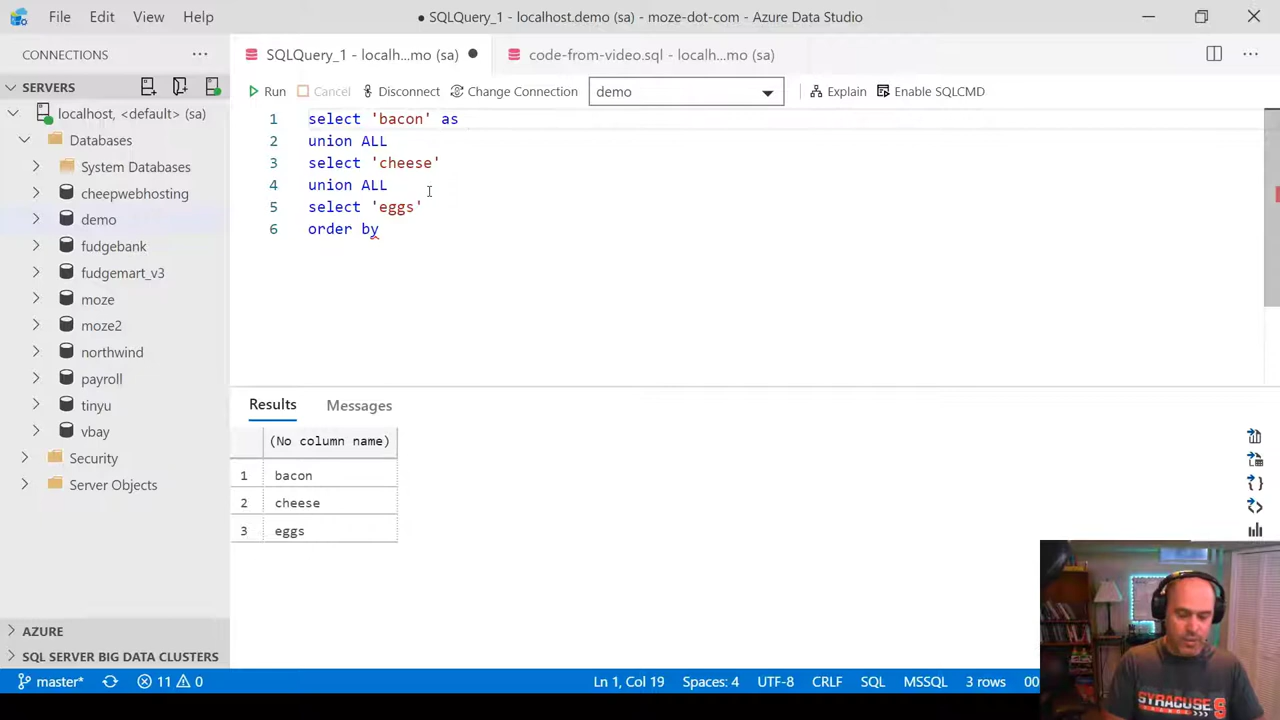 File Edit View Help
● SQLQuery_1 - localhost.demo (sa) - moze-dot-com - Azure Data Studio
CONNECTIONS ···
SQLQuery_1 - localh...mo (sa) ●
code-from-video.sql - localh...mo (sa)
SERVERS
Run Cancel Disconnect Change Connection demo Explain Enable SQLCMD
localhost, <default> (sa)
Databases
System Databases
cheepwebhosting
demo
fudgebank
fudgemart_v3
moze
moze2
northwind
payroll
tinyu
vbay
Security
Server Objects
AZURE
SQL SERVER BIG DATA CLUSTERS
1 select 'bacon' as
2 union ALL
3 select 'cheese'
4 union ALL
5 select 'eggs'
6 order by
Results Messages
(No column name)
1 bacon
2 cheese
3 eggs
master* 11 0 Ln 1, Col 19 Spaces: 4 UTF-8 CRLF SQL MSSQL 3 rows 00
SYRACUSE